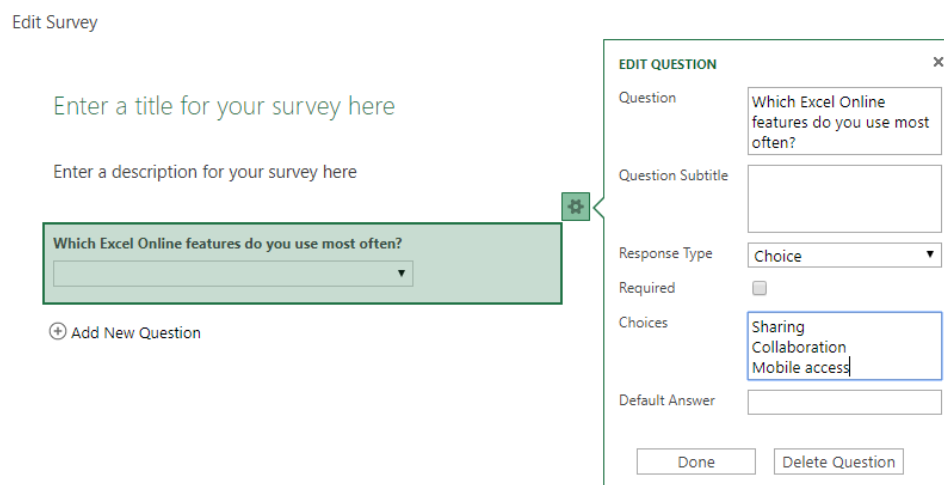 Edit Survey
Enter a title for your survey here
Enter a description for your survey here
Which Excel Online features do you use most often?
Add New Question
EDIT QUESTION
Question
Which Excel Online
features do you use most
often?
Question Subtitle
Response Type
Choice
Required
Choices
Sharing
Collaboration
Mobile access
Default Answer
Done
Delete Question